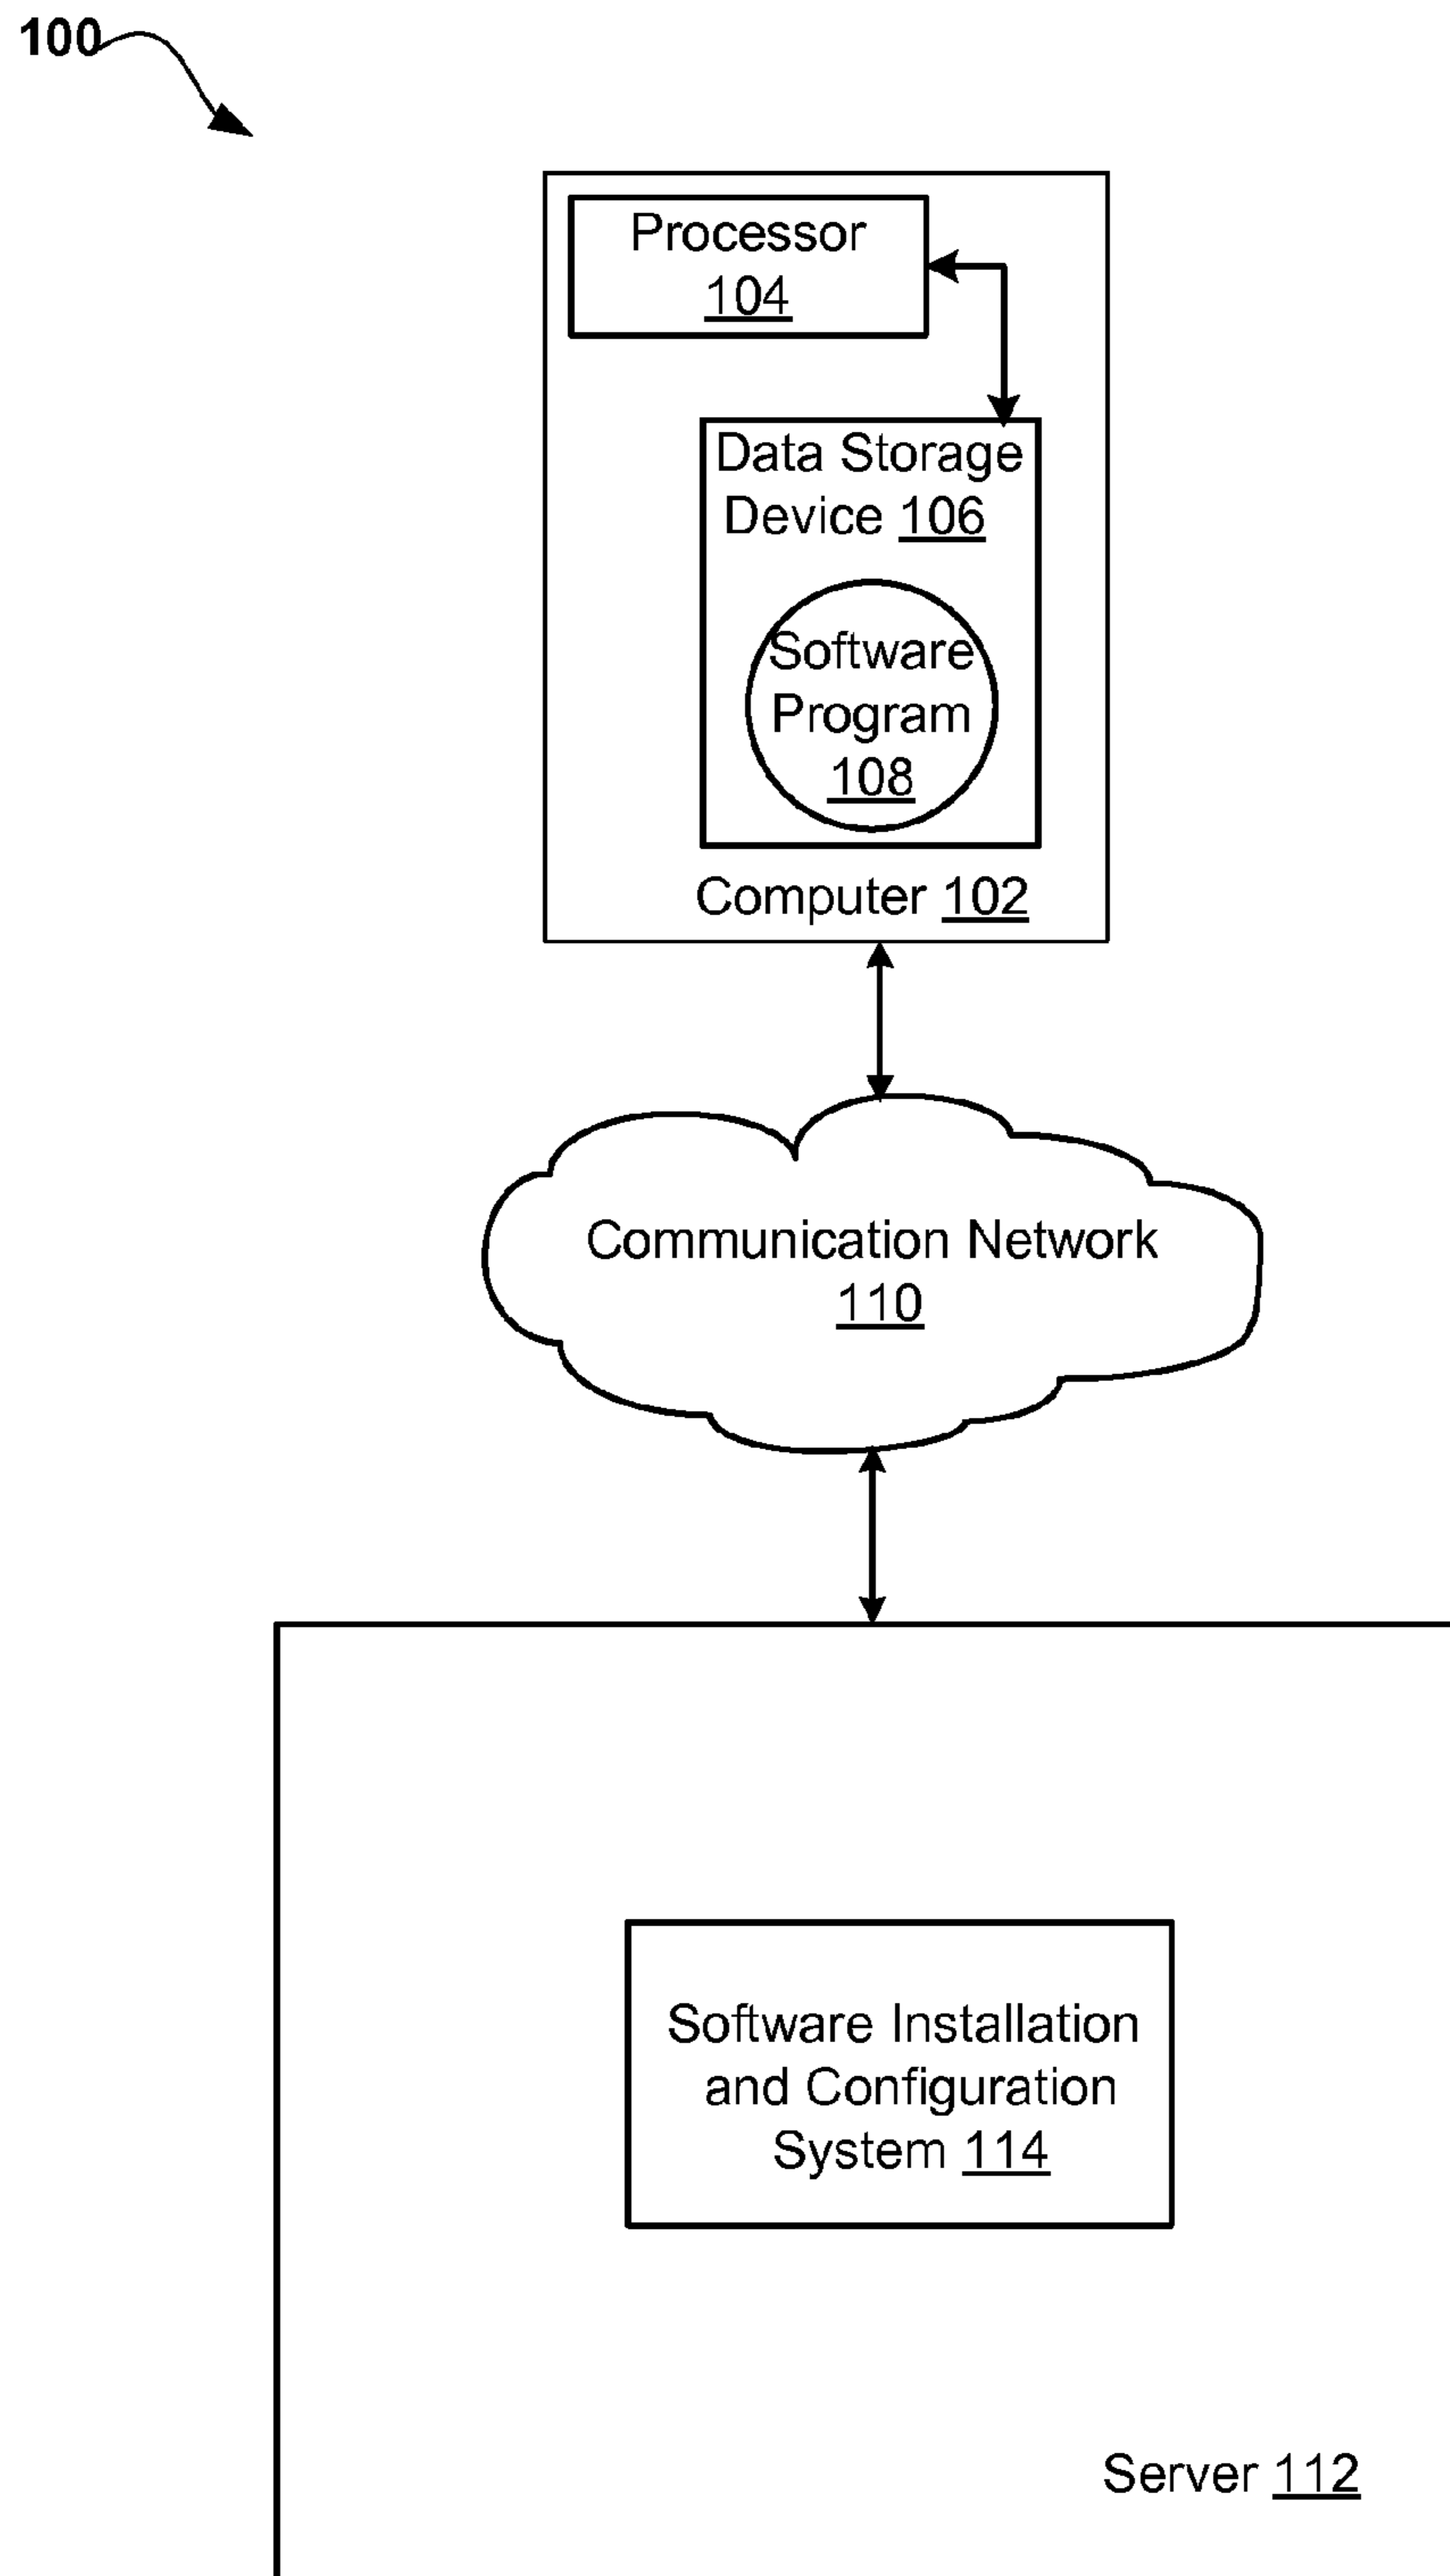 100
Processor
104
Data Storage
Device 106
Software
Program
108
Computer 102
Communication Network
110
Software Installation
and Configuration
System 114
Server 112